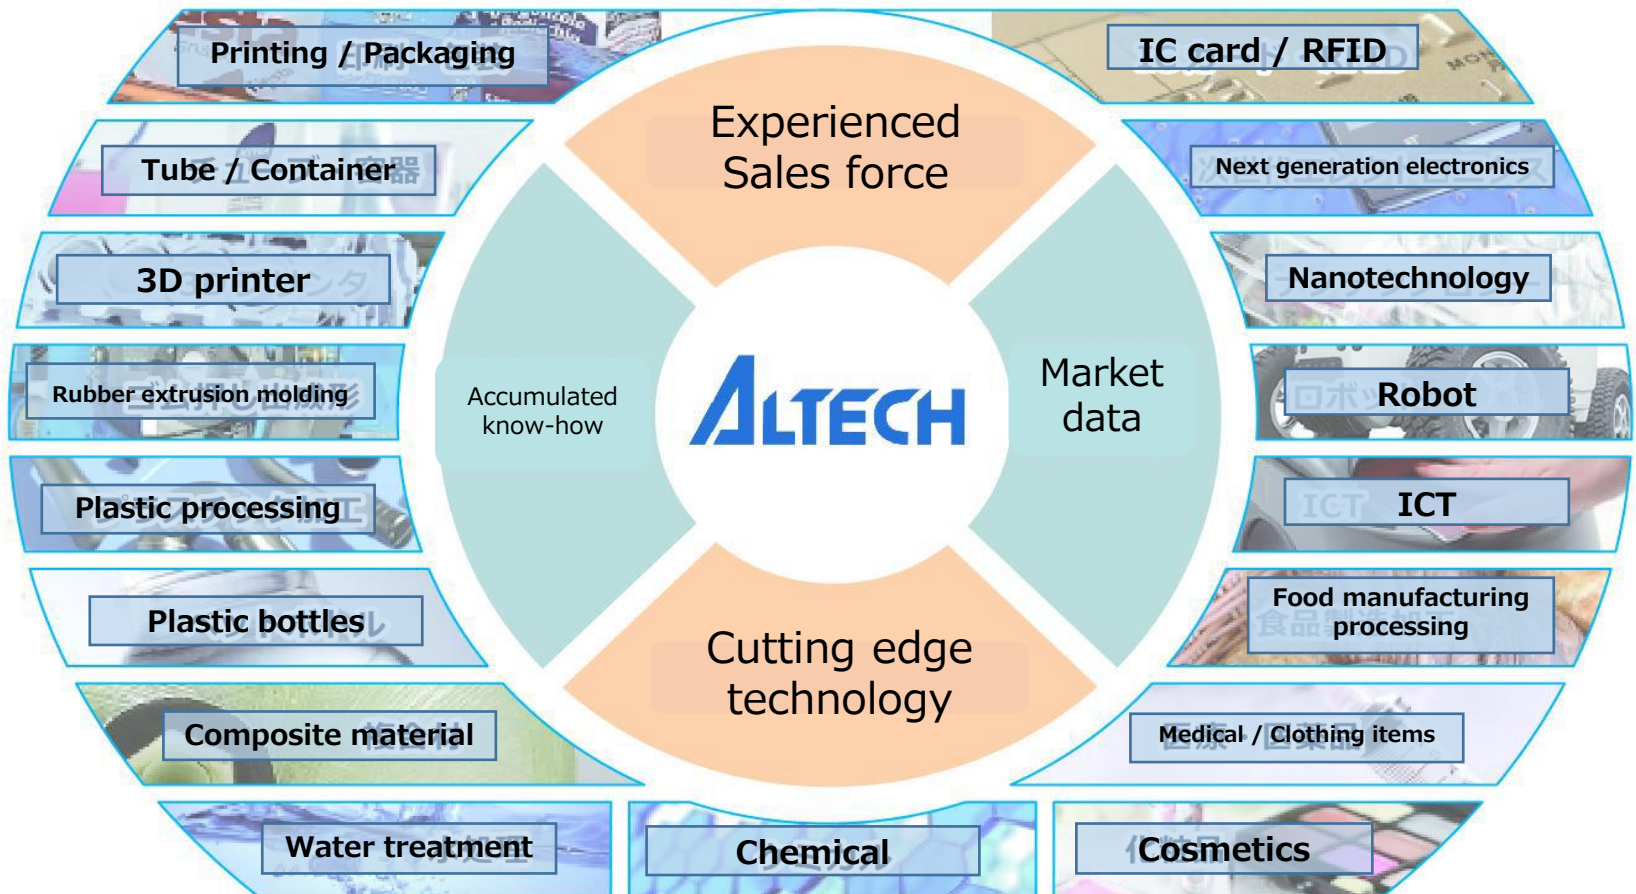 Printing / Packaging
IC card / RFID
Experienced
Sales force
Tube / Container
Next generation electronics
3D printer
Nanotechnology
Rubber extrusion molding
Accumulated
know-how
ALTECH
Market
data
Robot
Plastic processing
ICT
ICT
Plastic bottles
Food manufacturing
processing
Cutting edge
technology
Composite material
Medical / Clothing items
Water treatment
Chemical
Cosmetics